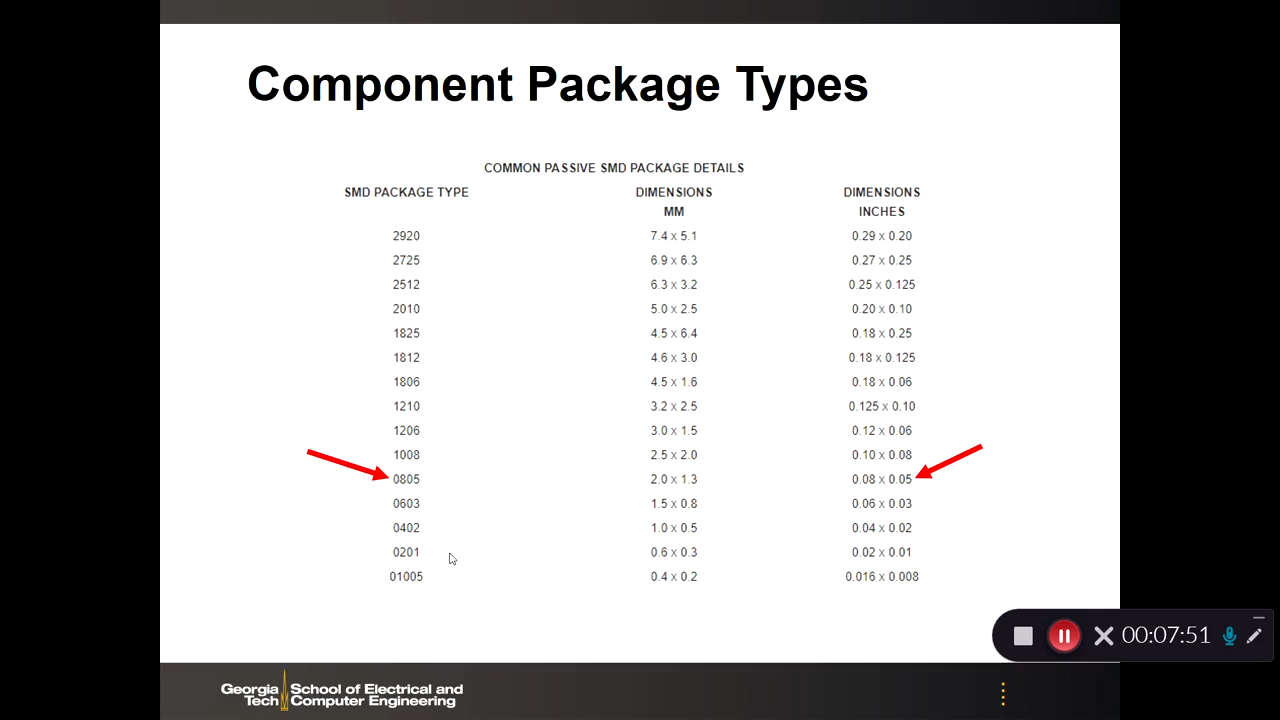 Component Package Types
COMMON PASSIVE SMD PACKAGE DETAILS
SMD PACKAGE TYPE DIMENSIONS MM DIMENSIONS INCHES
2920 7.4 x 5.1 0.29 x 0.20
2725 6.9 x 6.3 0.27 x 0.25
2512 6.3 x 3.2 0.25 x 0.125
2010 5.0 x 2.5 0.20 x 0.10
1825 4.5 x 6.4 0.18 x 0.25
1812 4.6 x 3.0 0.18 x 0.125
1806 4.5 x 1.6 0.18 x 0.06
1210 3.2 x 2.5 0.125 x 0.10
1206 3.0 x 1.5 0.12 x 0.06
1008 2.5 x 2.0 0.10 x 0.08
0805 2.0 x 1.3 0.08 x 0.05
0603 1.5 x 0.8 0.06 x 0.03
0402 1.0 x 0.5 0.04 x 0.02
0201 0.6 x 0.3 0.02 x 0.01
01005 0.4 x 0.2 0.016 x 0.008
00:07:51
Georgia Tech School of Electrical and Computer Engineering